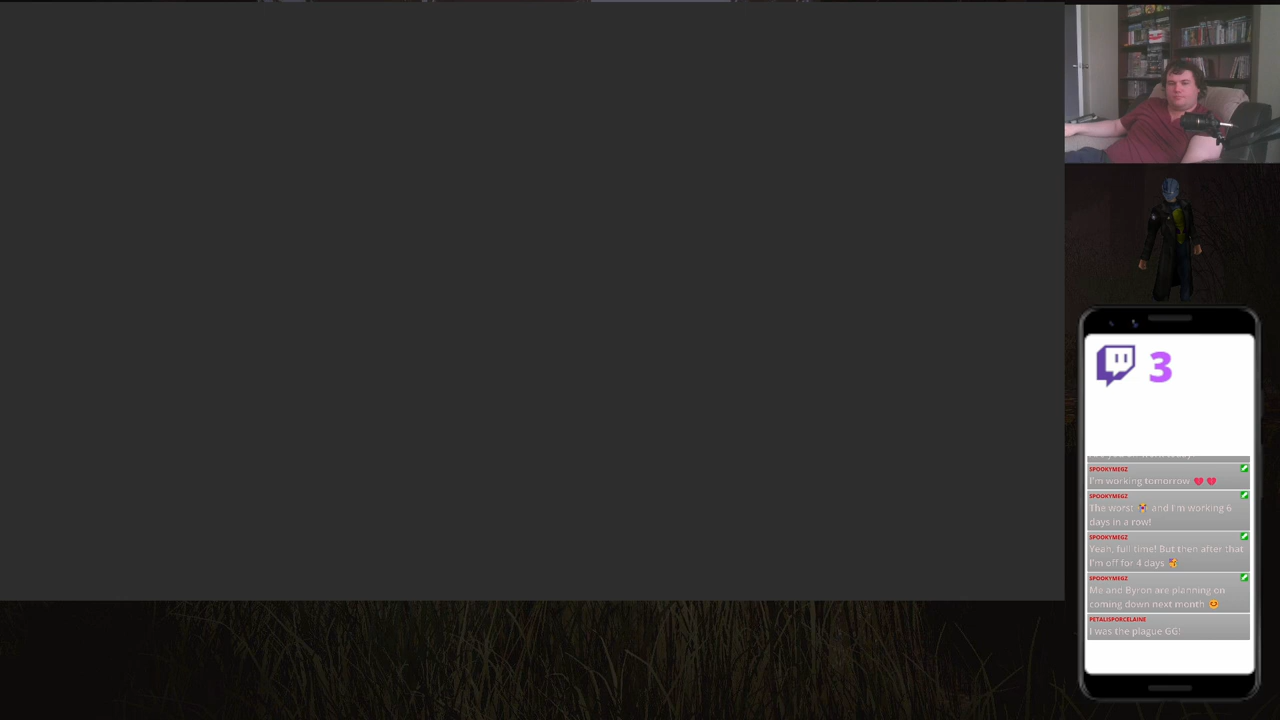 3
SPOOKYMEGZ
I'm working tomorrow
SPOOKYMEGZ
The worst and I'm working 6
days in a row!
SPOOKYMEGZ
Yeah, full time! But then after that
I'm off for 4 days
SPOOKYMEGZ
Me and Byron are planning on
coming down next month
PETALISPORCELAINE
I was the plague GG!